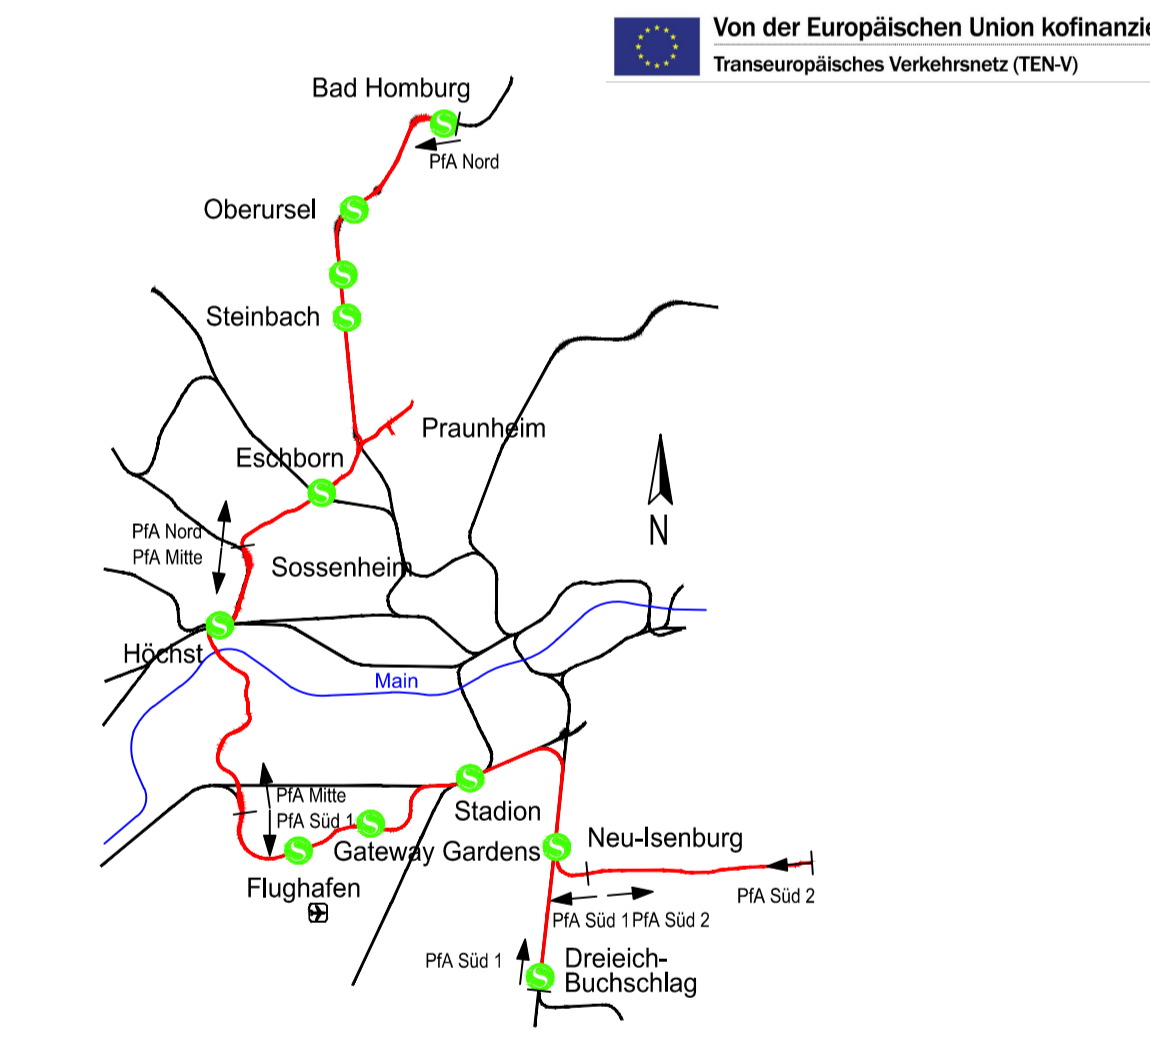 Von der Europäischen Union kofinanzie
Transeuropäisches Verkehrsnetz (TEN-V)
Bad Homburg
PfA Nord
Oberursel
Steinbach
Praunheim
Eschborn
N
PfA Nord
PfA Mitte
Sossenheim
Höchst
Main
PfA Mitte
PfA Süd 1
Stadion
Gateway Gardens
Neu-Isenburg
Flughafen
PfA Süd 2
PfA Süd 1 PfA Süd 2
PfA Süd 1
Dreieich-
Buchschlag
S
S
S
S
S
S
S
S
S
S
S